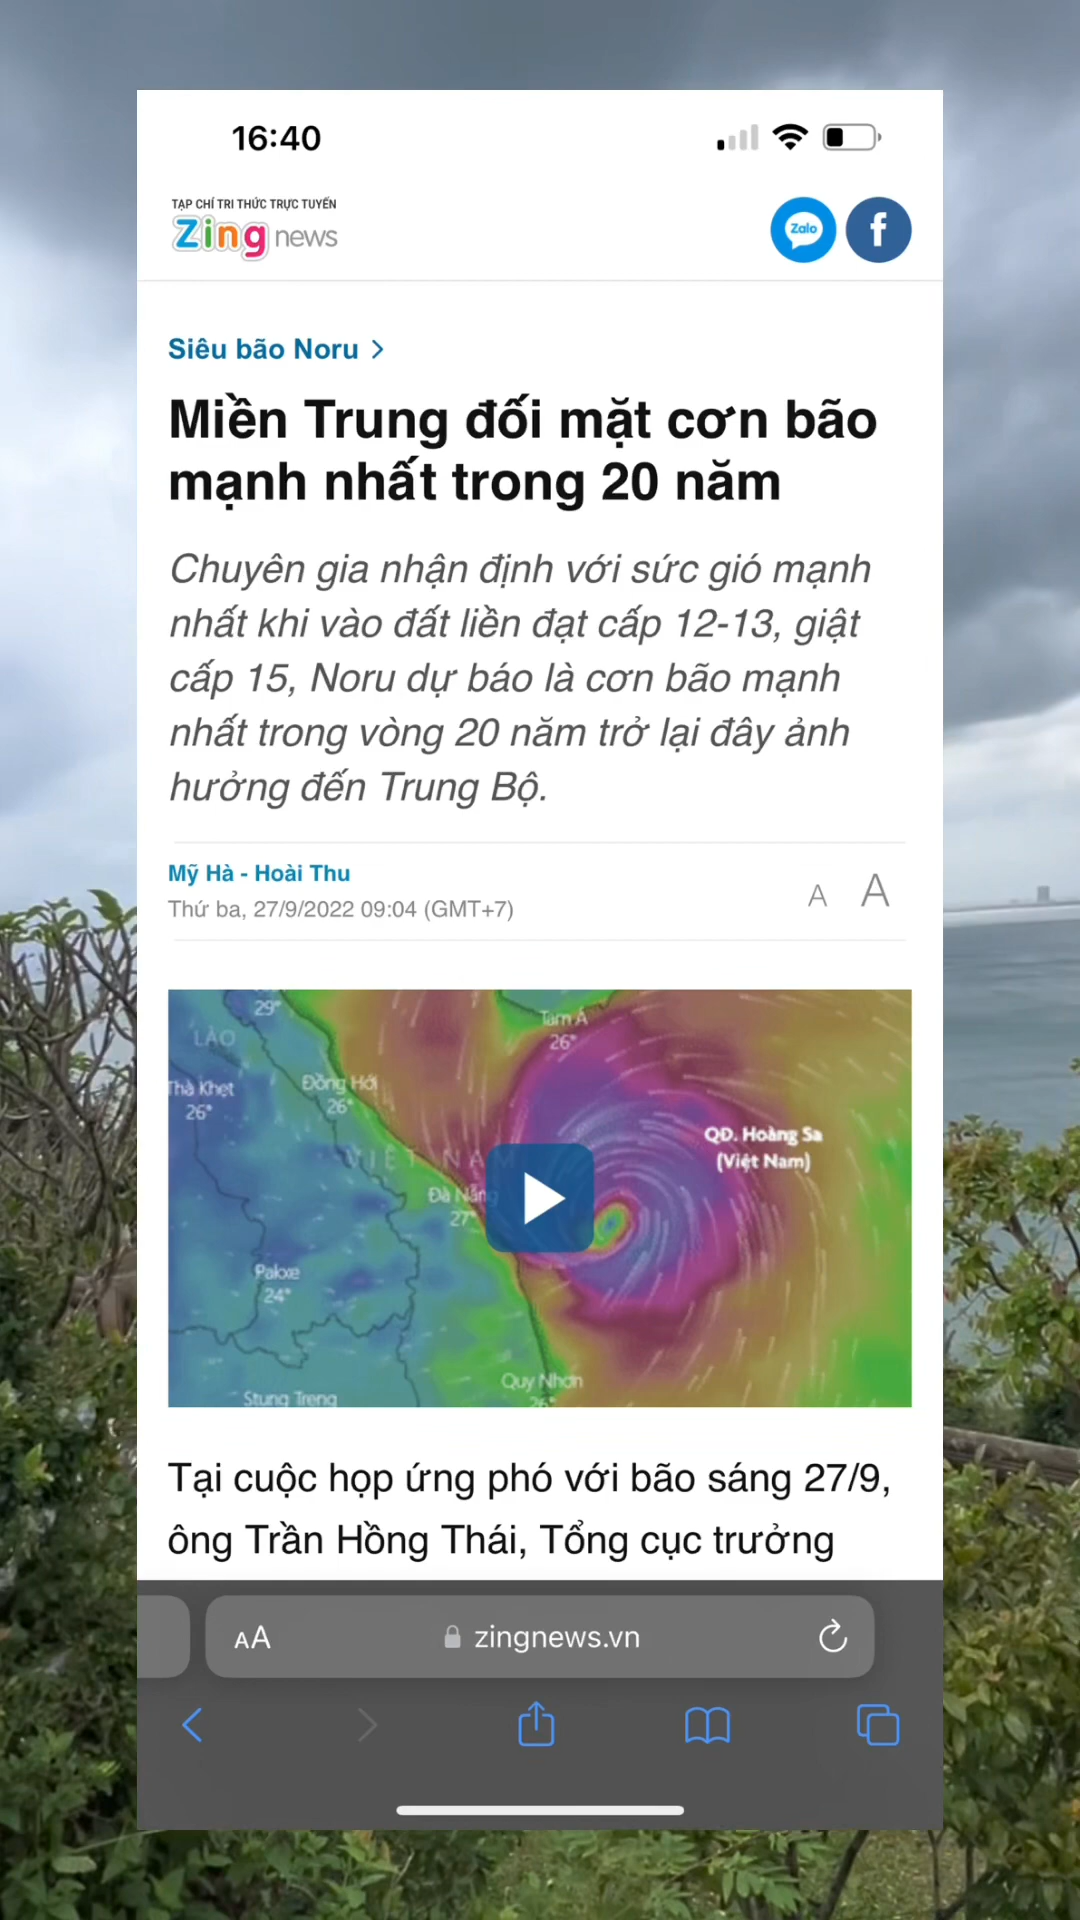 16:40
TẠP CHÍ TRI THỨC TRỰC TUYẾN
Zing news
Zalo
f
Siêu bão Noru >
Miền Trung đối mặt cơn bão
mạnh nhất trong 20 năm
Chuyên gia nhận định với sức gió mạnh
nhất khi vào đất liền đạt cấp 12-13, giật
cấp 15, Noru dự báo là cơn bão mạnh
nhất trong vòng 20 năm trở lại đây ảnh
hưởng đến Trung Bộ.
Mỹ Hà - Hoài Thu
Thứ ba, 27/9/2022 09:04 (GMT+7)
A A
29°
LÀO
Tam Á
26°
Thà Khẹt
26°
Đồng Hới
26°
QĐ. Hoàng Sa
(Việt Nam)
VIỆT NAM
Đà Nẵng
27°
Pakxe
24°
Quy Nhơn
26°
Stung Treng
Tại cuộc họp ứng phó với bão sáng 27/9,
ông Trần Hồng Thái, Tổng cục trưởng
AA zingnews.vn